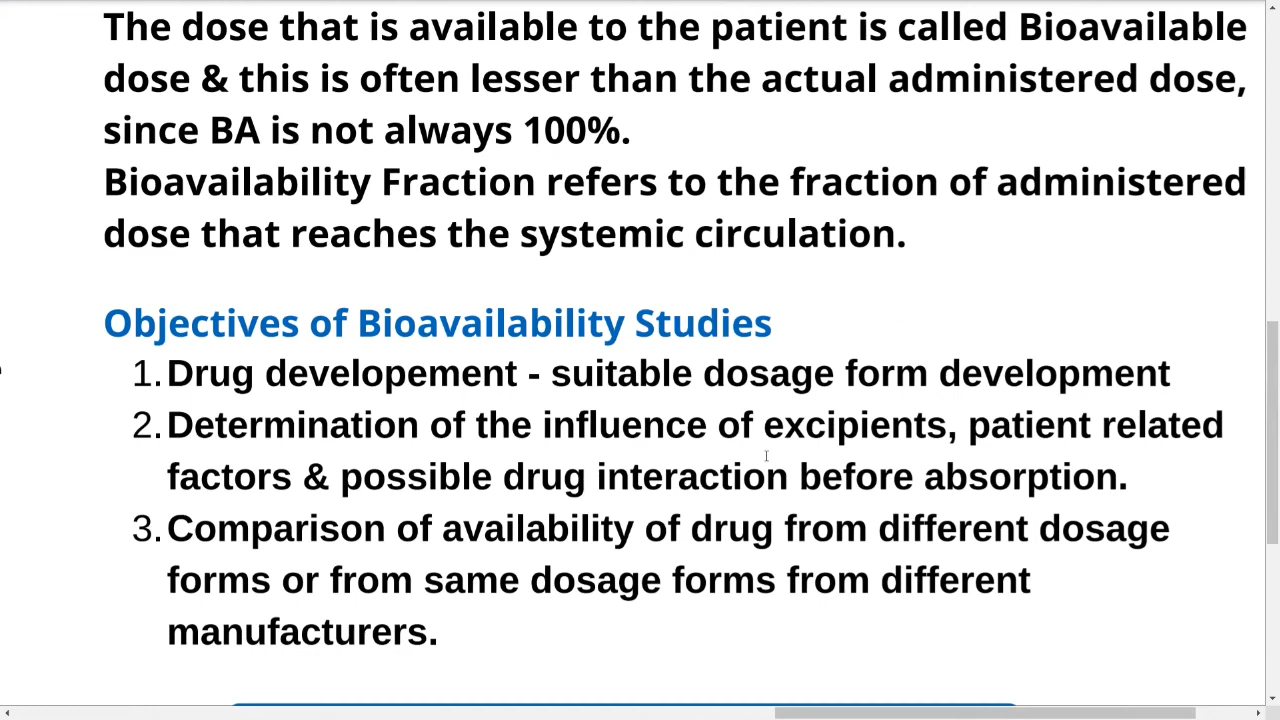 The dose that is available to the patient is called Bioavailable
dose & this is often lesser than the actual administered dose,
since BA is not always 100%.
Bioavailability Fraction refers to the fraction of administered
dose that reaches the systemic circulation.
Objectives of Bioavailability Studies
1. Drug developement - suitable dosage form development
2. Determination of the influence of excipients, patient related
factors & possible drug interaction before absorption.
3. Comparison of availability of drug from different dosage
forms or from same dosage forms from different
manufacturers.